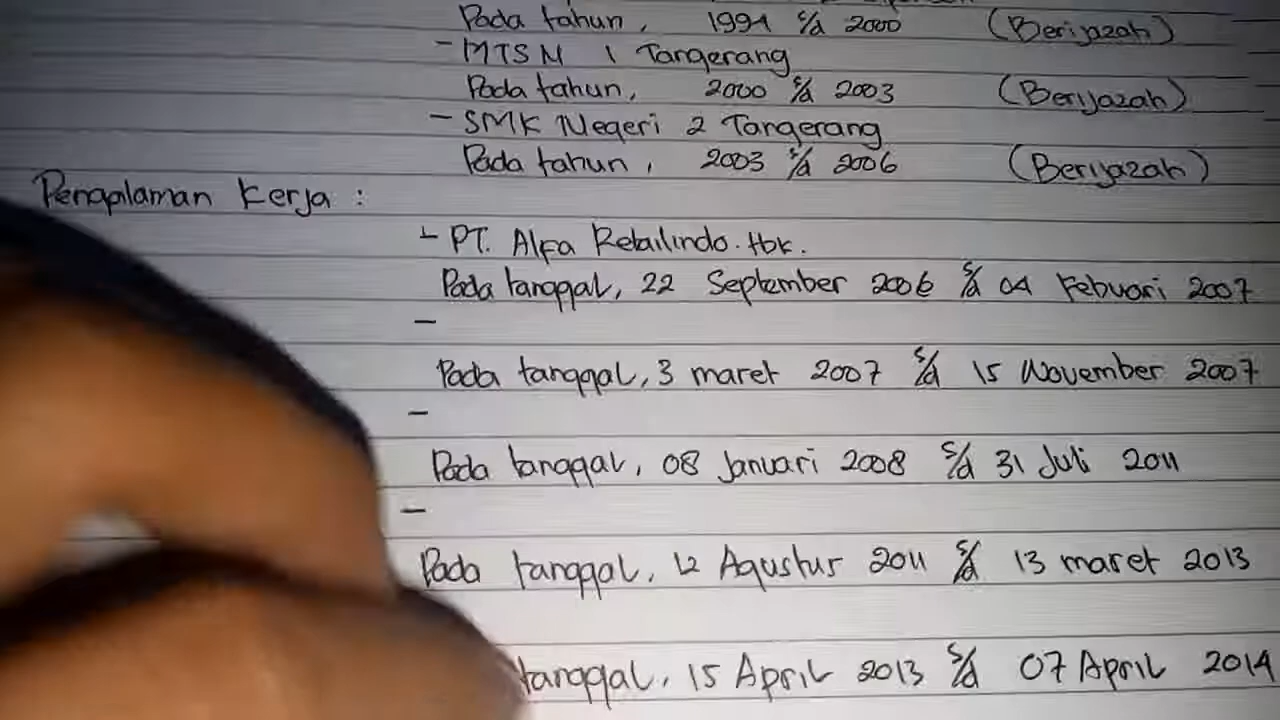 Pada tahun, 1994 s/d 2000 (Berijazah)
- MTSN 1 Tangerang
Pada tahun, 2000 s/d 2003 (Berijazah)
- SMK Negeri 2 Tangerang
Pada tahun, 2003 s/d 2006 (Berijazah)
Pengalaman Kerja :
- PT. Alfa Retailindo. tbk.
Pada tanggal, 22 September 2006 s/d 04 Febuari 2007
-
Pada tanggal, 3 maret 2007 s/d 15 November 2007
-
Pada tanggal, 08 Januari 2008 s/d 31 Juli 2011
-
Pada tanggal, 12 Agustur 2011 s/d 13 maret 2013
tanggal, 15 April 2013 s/d 07 April 2014